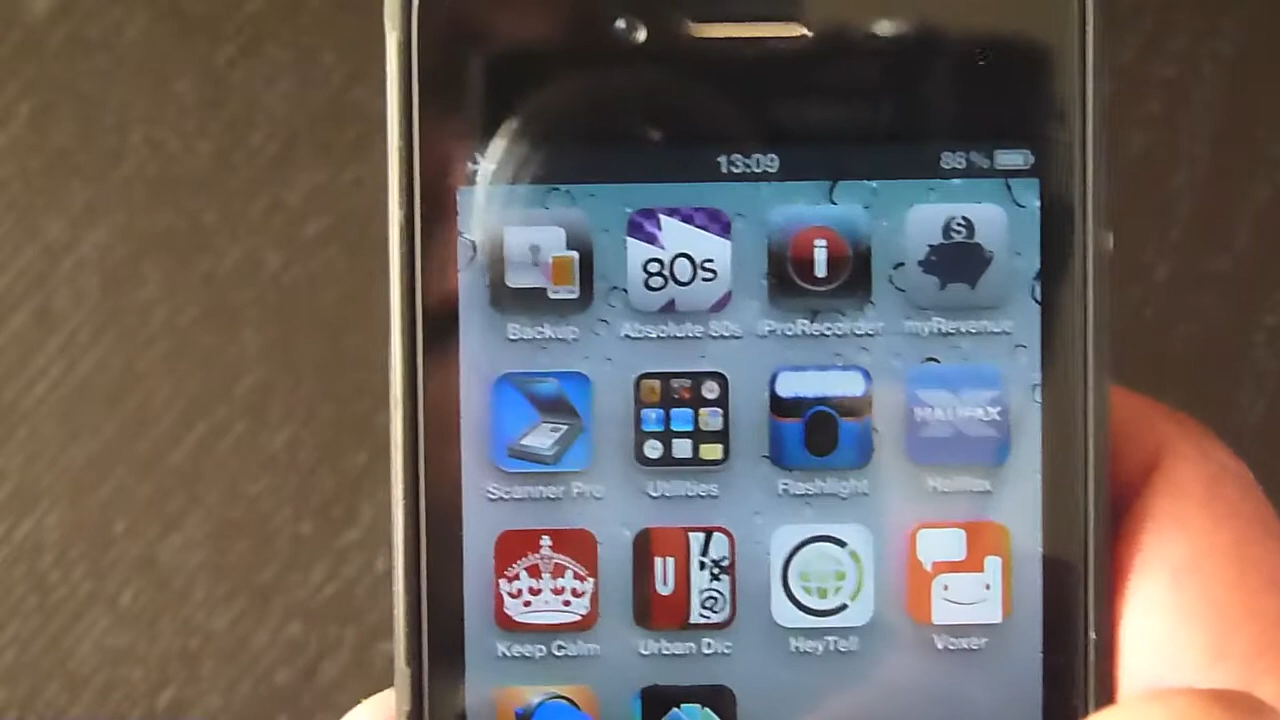 13:09 88%
80s i $
Backup Absolute 80s iProRecorder myRevenue
HALIFAX
Scanner Pro Utilities Flashlight Halifax
U @
Keep Calm Urban Dic HeyTell Voxer